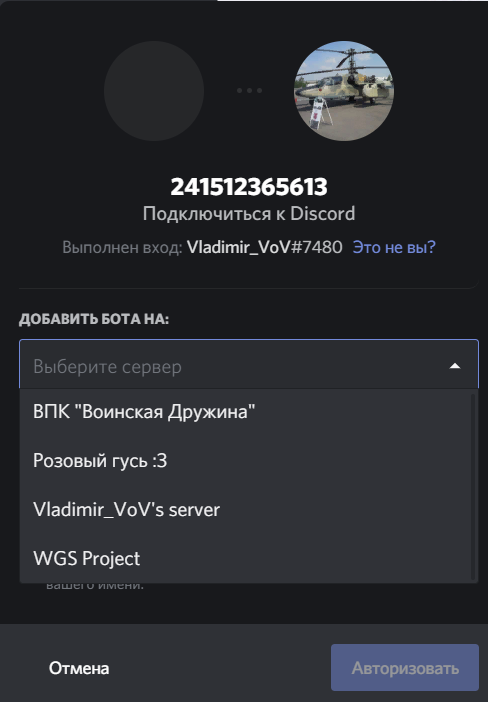 241512365613
Подключиться к Discord
Выполнен вход: Vladimir_VoV#7480 Это не вы?
ДОБАВИТЬ БОТА НА:
Выберите сервер
ВПК "Воинская Дружина"
Розовый гусь :3
Vladimir_VoV's server
WGS Project
вашего имени.
Отмена
Авторизовать